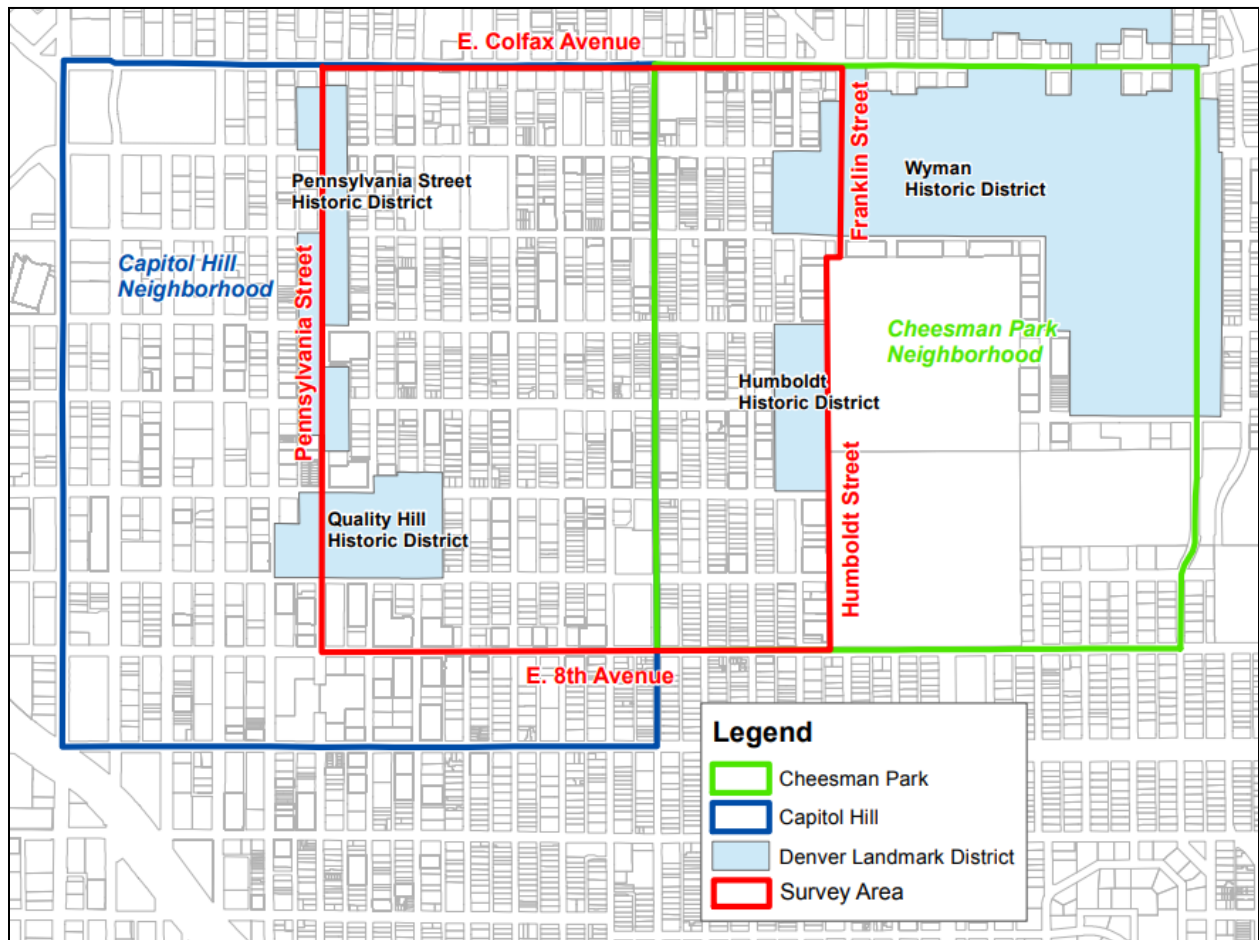 E. Colfax Avenue
Franklin Street
Wyman
Historic District
Pennsylvania Street
Historic District
Capitol Hill
Neighborhood
Pennsylvania Street
Cheesman Park
Neighborhood
Humboldt
Historic District
Humboldt Street
Quality Hill
Historic District
E. 8th Avenue
Legend
Cheesman Park
Capitol Hill
Denver Landmark District
Survey Area